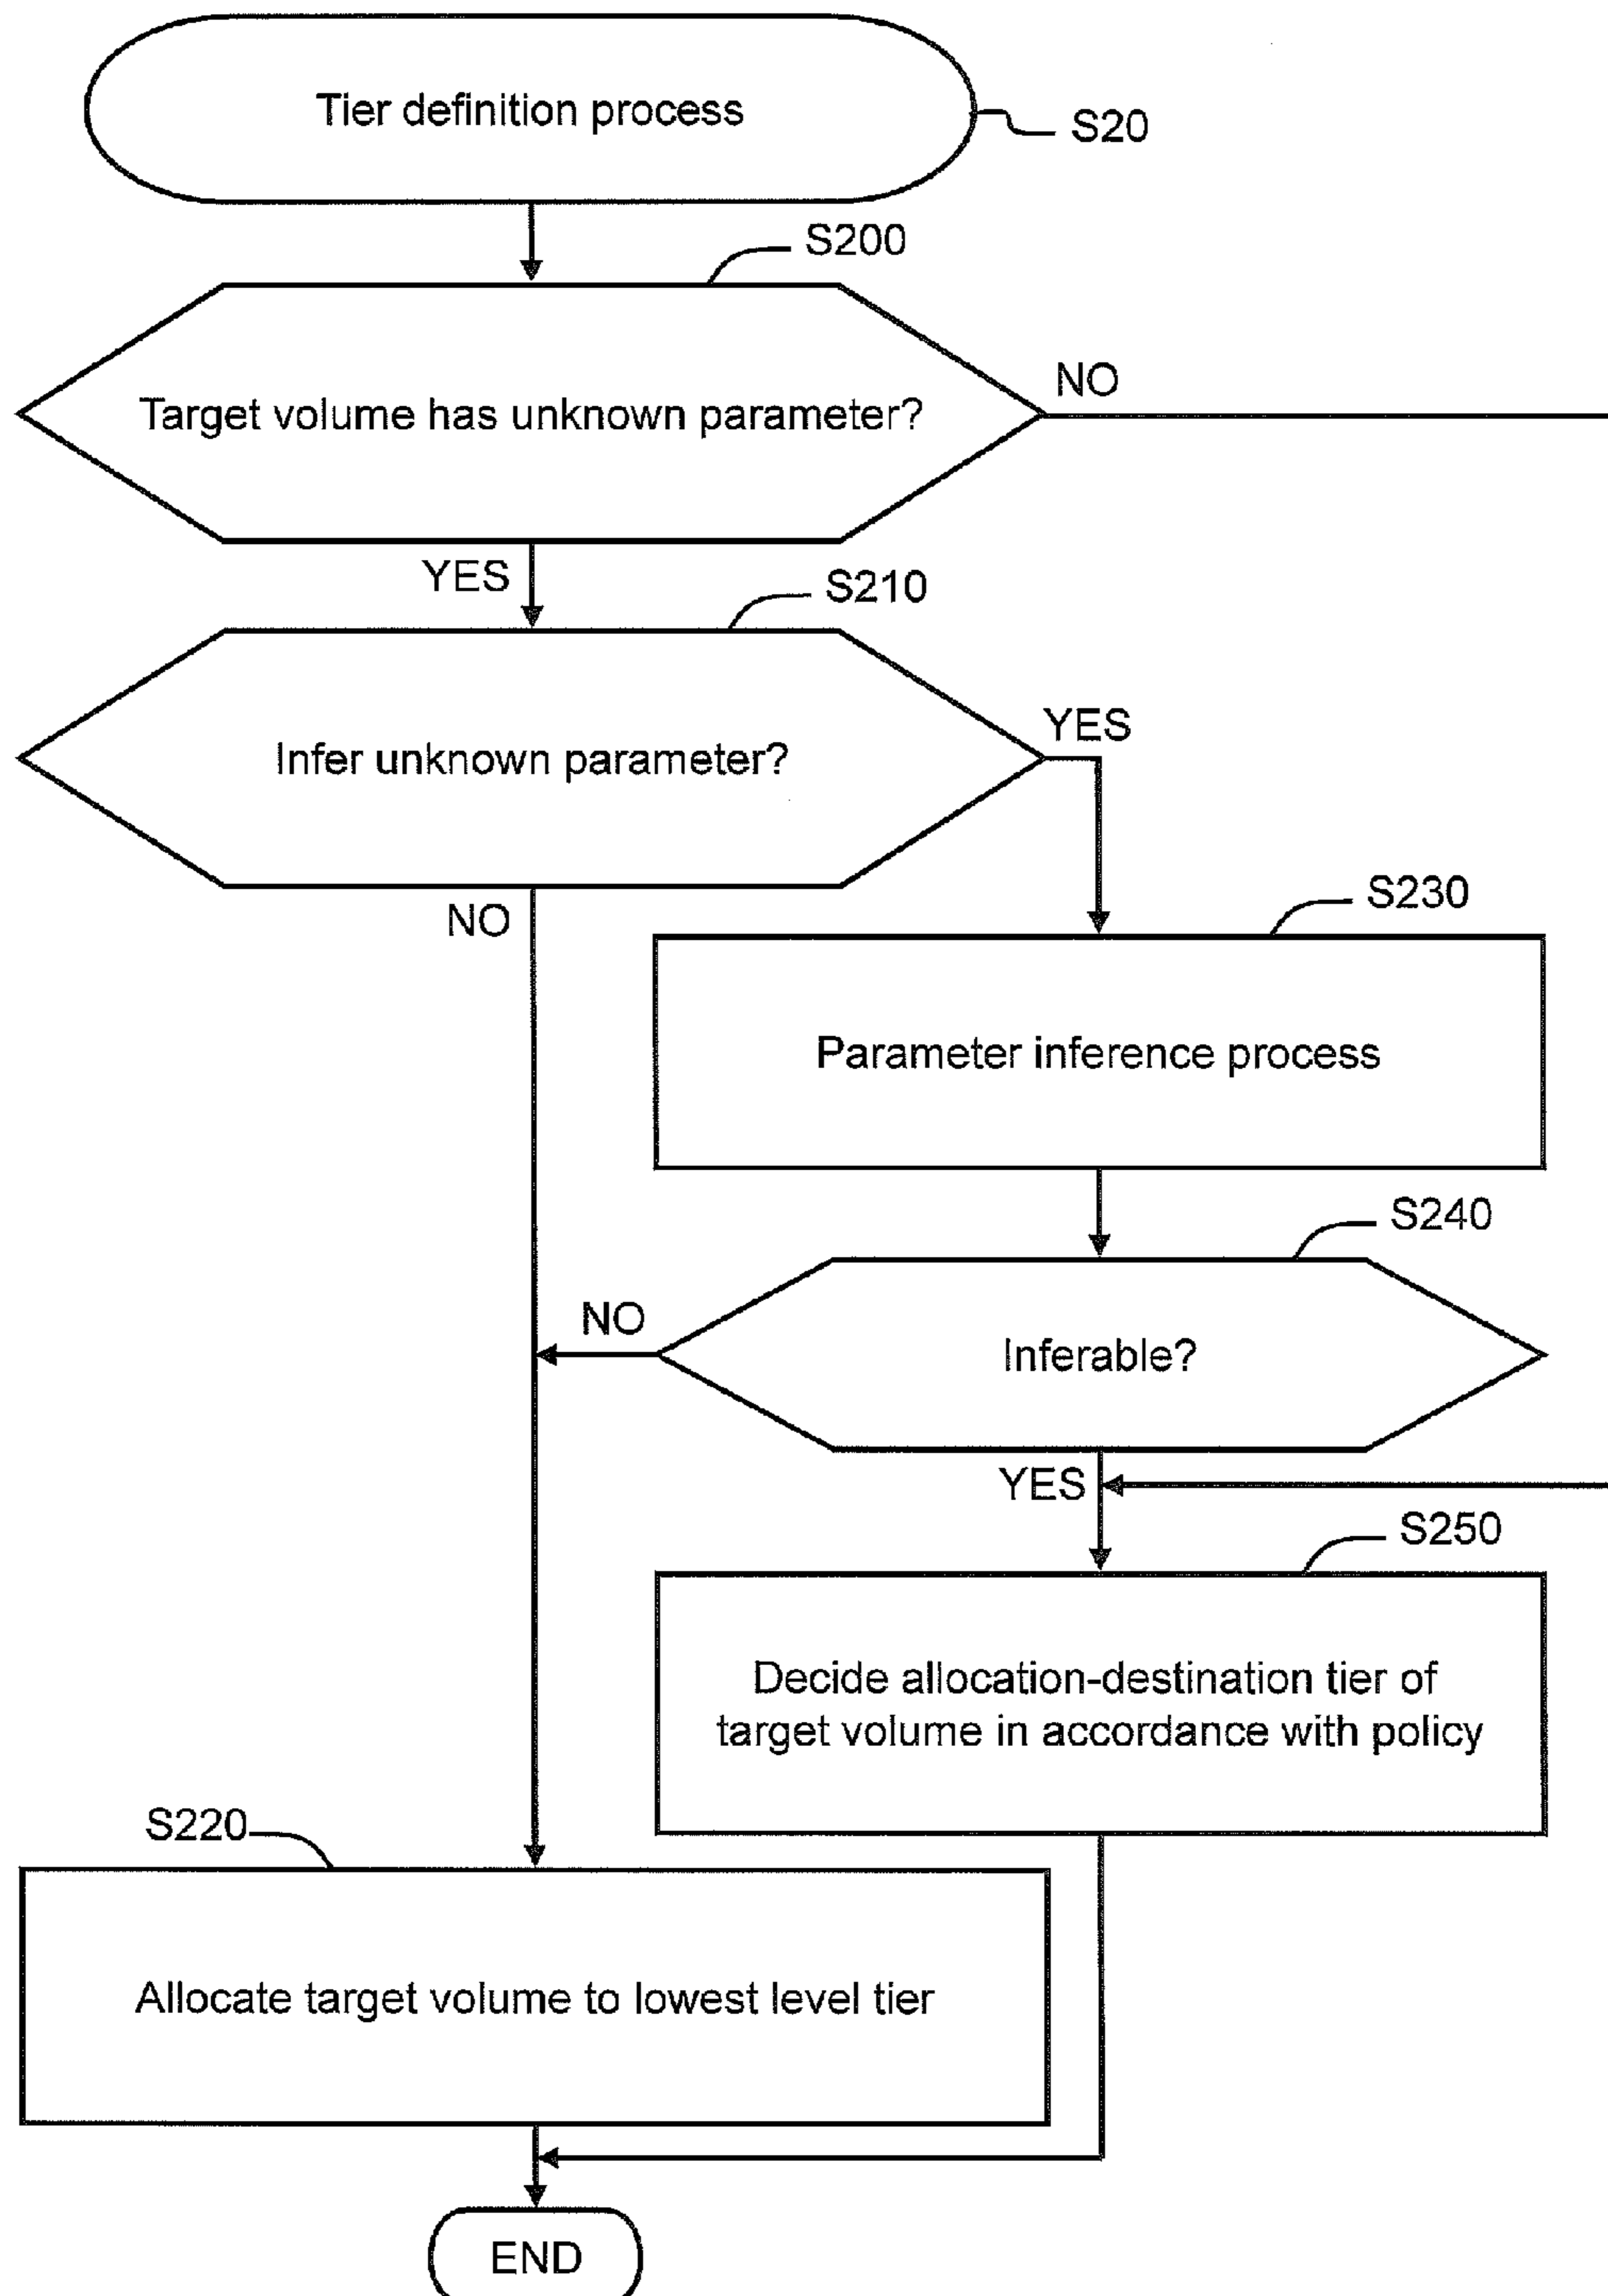 Tier definition process
S20
S200
Target volume has unknown parameter?
NO
YES
S210
Infer unknown parameter?
YES
NO
S230
Parameter inference process
S240
NO
Inferable?
YES
S250
Decide allocation-destination tier of
target volume in accordance with policy
S220
Allocate target volume to lowest level tier
END